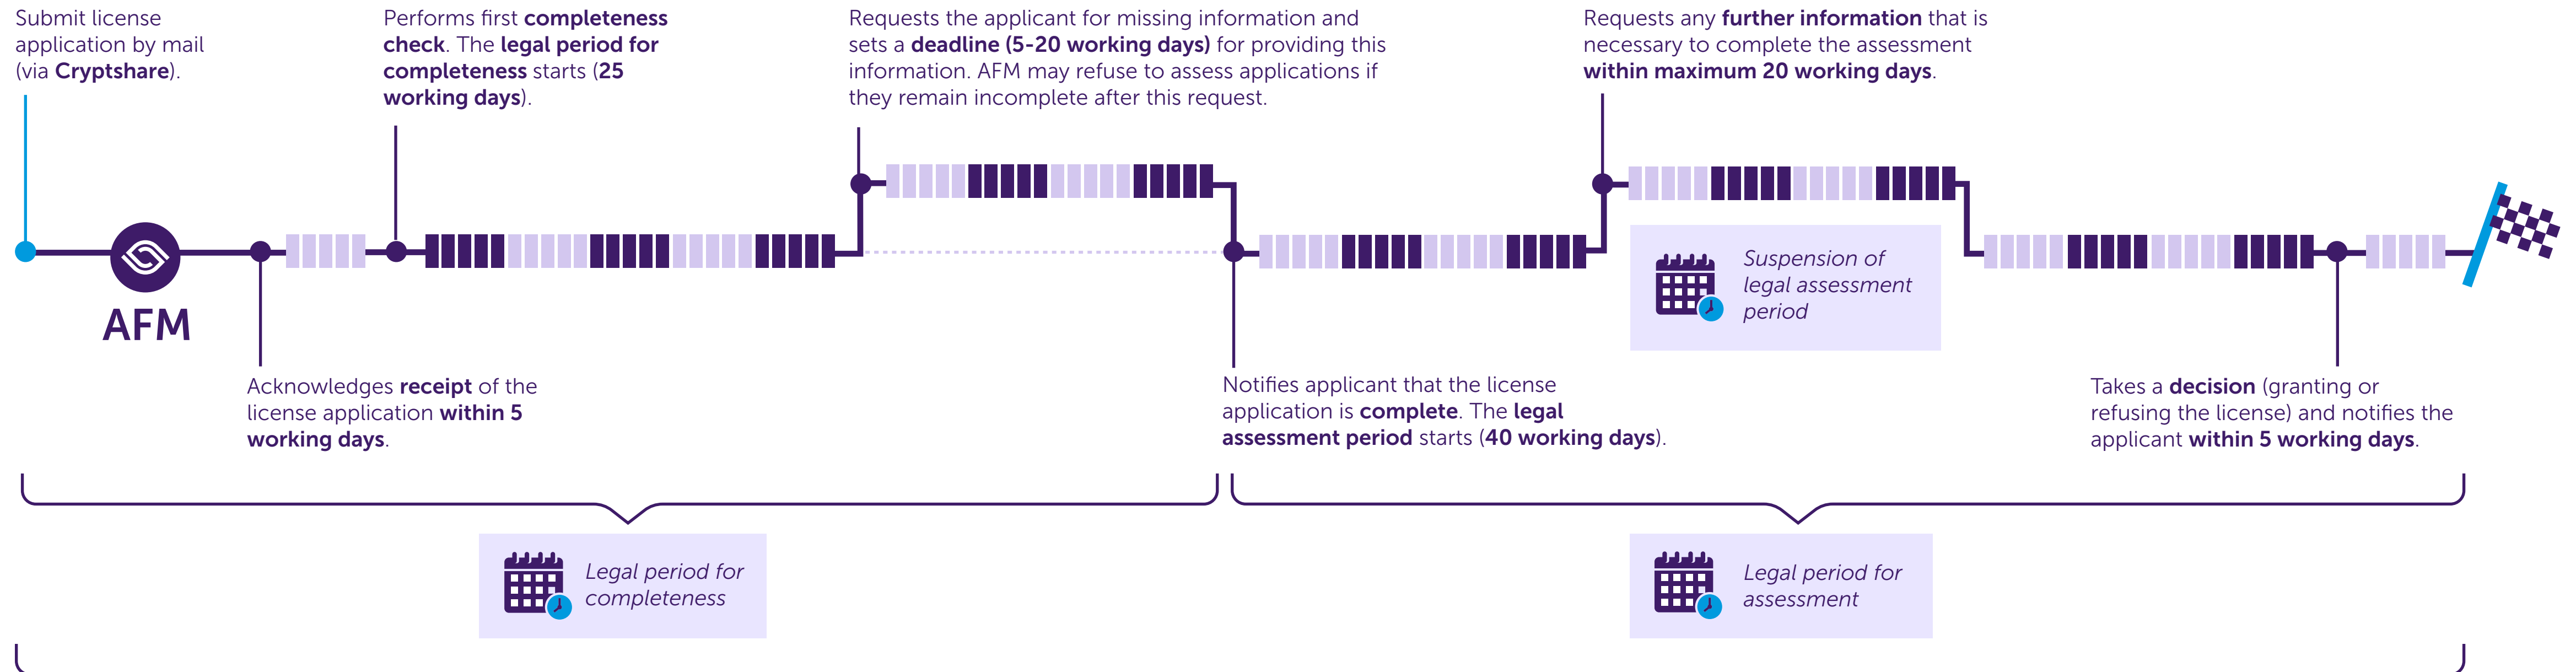 Submit license
application by mail
(via Cryptshare).
Performs first completeness
check. The legal period for
completeness starts (25
working days).
Requests the applicant for missing information and
sets a deadline (5-20 working days) for providing this
information. AFM may refuse to assess applications if
they remain incomplete after this request.
Requests any further information that is
necessary to complete the assessment
within maximum 20 working days.
AFM
Suspension of
legal assessment
period
Acknowledges receipt of the
license application within 5
working days.
Notifies applicant that the license
application is complete. The legal
assessment period starts (40 working days).
Takes a decision (granting or
refusing the license) and notifies the
applicant within 5 working days.
Legal period for
completeness
Legal period for
assessment